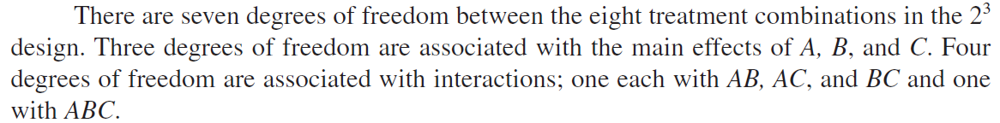 There are seven degrees of freedom between the eight treatment combinations in the 2³
design. Three degrees of freedom are associated with the main effects of A, B, and C. Four
degrees of freedom are associated with interactions; one each with AB, AC, and BC and one
with ABC.